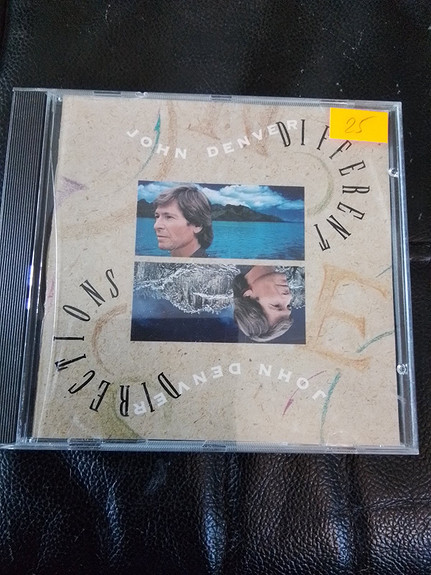 25
JOHN DENVER
DIFFERENT
DIRECTIONS
JOHN DENVER